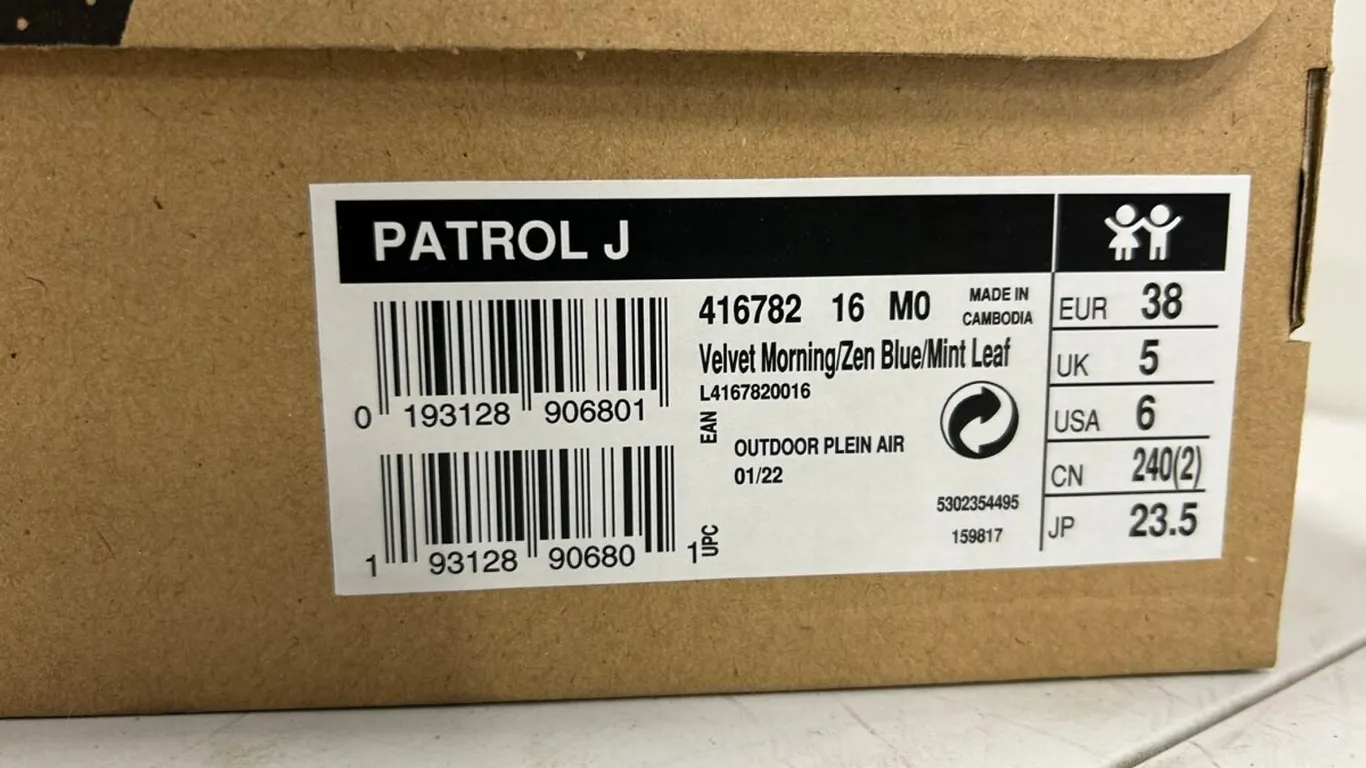 PATROL J
416782 16 M0
MADE IN
CAMBODIA
Velvet Morning/Zen Blue/Mint Leaf
L4167820016
0 193128 906801
EAN
OUTDOOR PLEIN AIR
01/22
5302354495
159817
1 93128 90680 1
UPC
EUR 38
UK 5
USA 6
CN 240(2)
JP 23.5